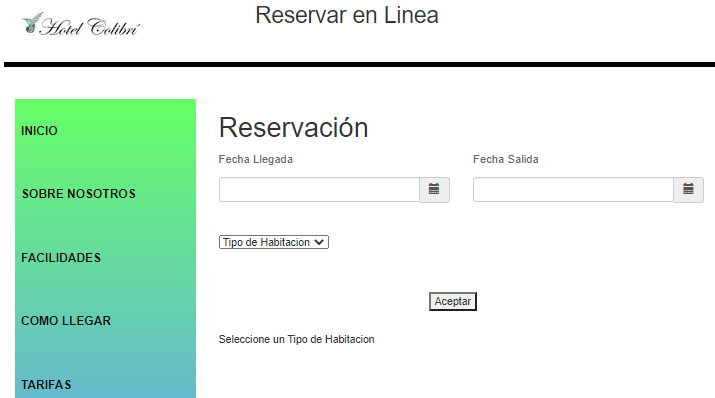 Hotel Colibrí
Reservar en Linea
INICIO
SOBRE NOSOTROS
FACILIDADES
COMO LLEGAR
TARIFAS
Reservación
Fecha Llegada
Fecha Salida
Tipo de Habitacion
Aceptar
Seleccione un Tipo de Habitacion